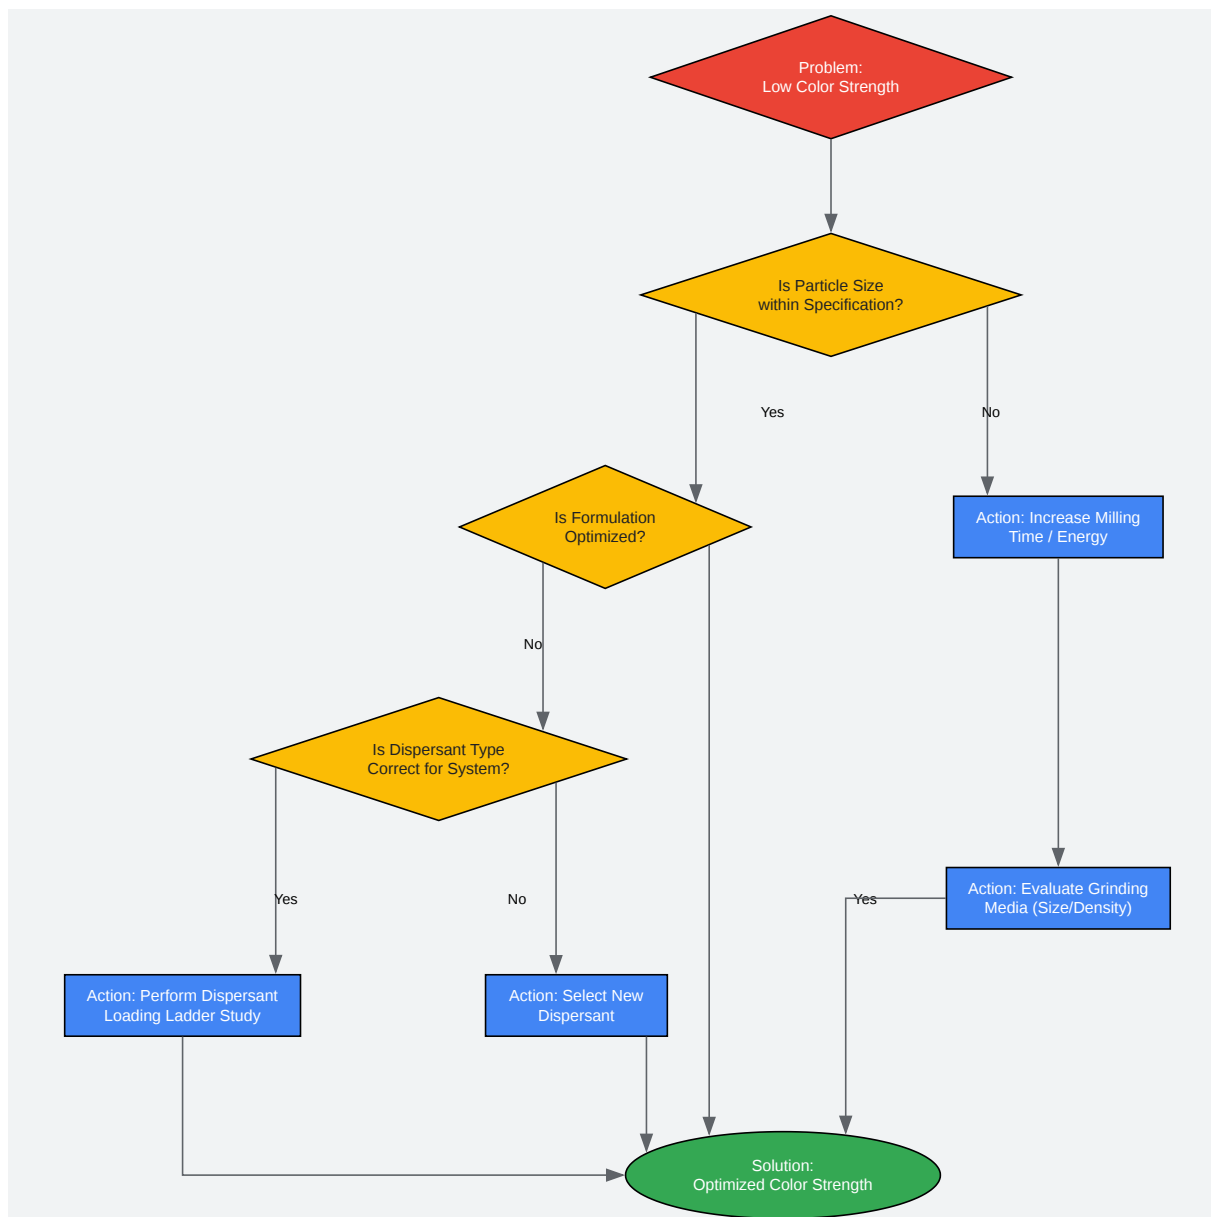 Problem:
Low Color Strength
Is Particle Size
within Specification?
Yes
No
Is Formulation
Optimized?
Action: Increase Milling
Time / Energy
No
Is Dispersant Type
Correct for System?
Yes
No
Yes
Action: Evaluate Grinding
Media (Size/Density)
Action: Perform Dispersant
Loading Ladder Study
Action: Select New
Dispersant
Solution:
Optimized Color Strength